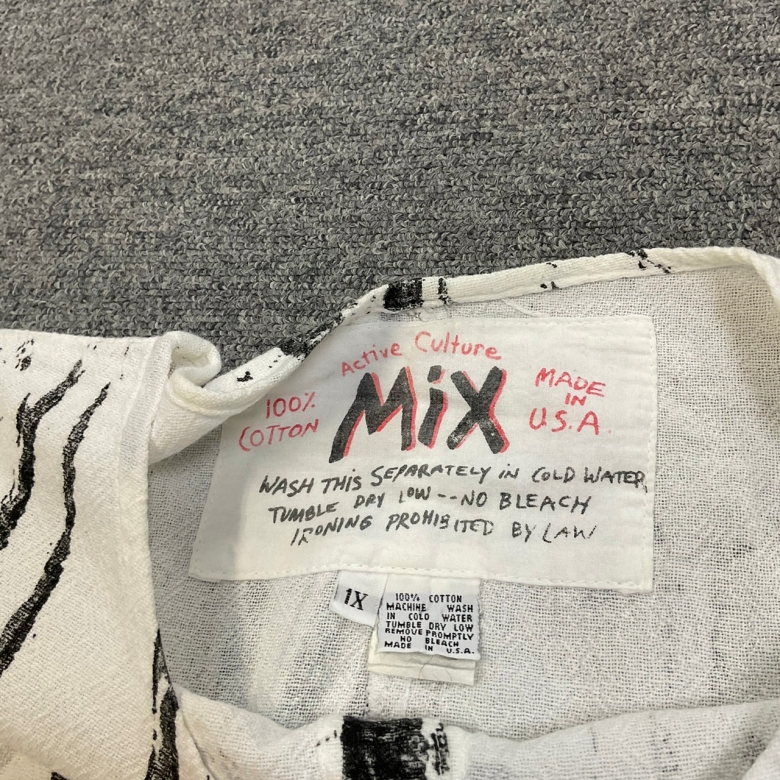 Active Culture
MiX
100%
COTTON
MADE
IN
U.S.A.
WASH THiS SEPARATELY iN COLD WATER,
TUMBLE DRY LOW -- NO BLEACH
IRONING PROHIBITED BY LAW
1X
100% COTTON
MACHINE WASH
IN COLD WATER
TUMBLE DRY LOW
REMOVE PROMPTLY
NO BLEACH
MADE IN U.S.A.